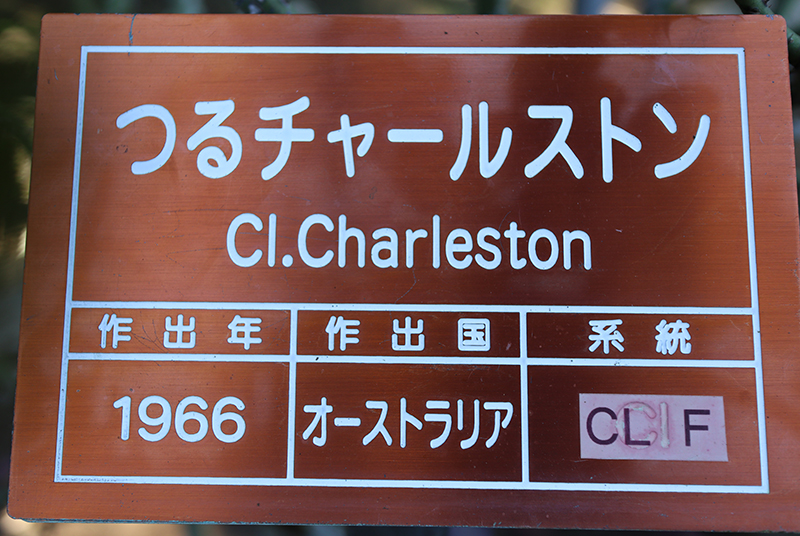 つるチャールストン
Cl.Charleston
作出年 作出国 系統
1966 オーストラリア CL F